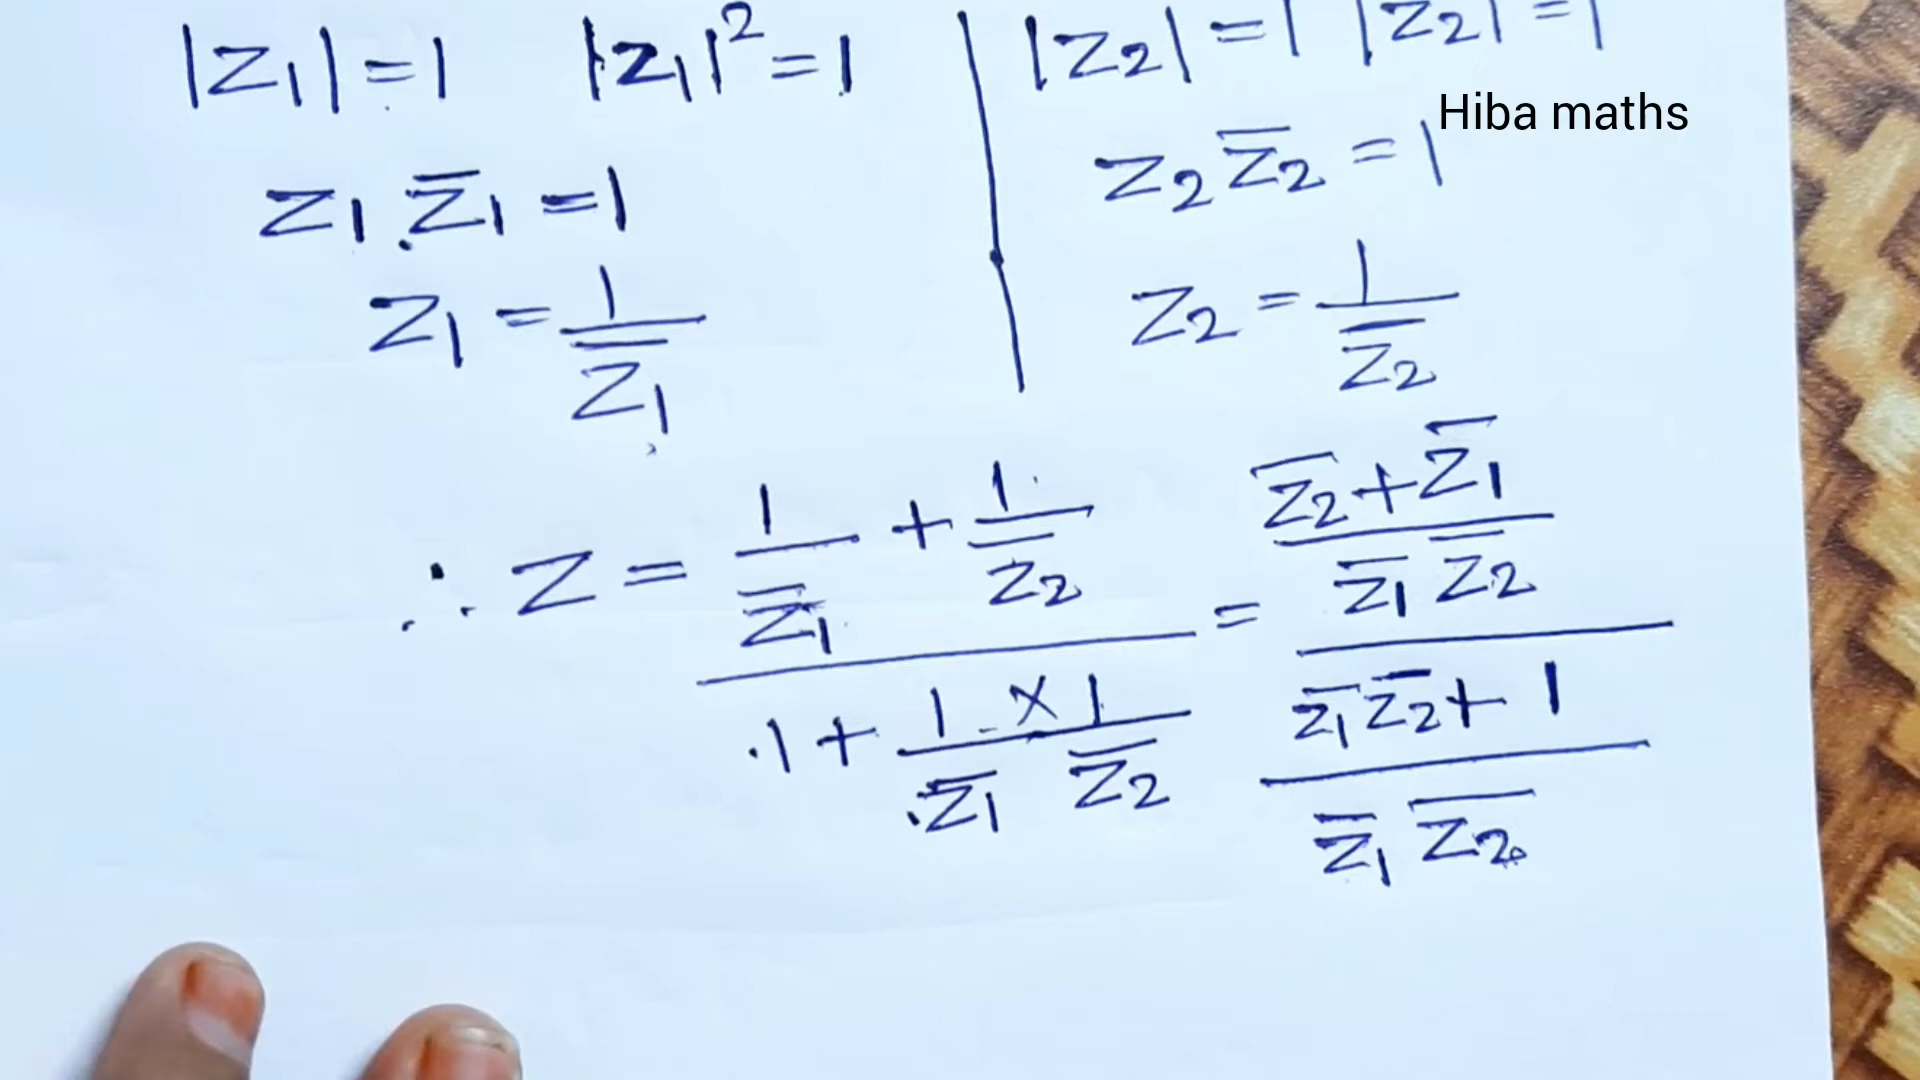 |z₁| = 1 |z₁|² = 1
z₁ . z̅₁ = 1
z₁ = 1/z̅₁
|z₂| = 1 |z₂| = 1
Hiba maths
z₂ z̅₂ = 1
z₂ = 1/z̅₂
∴ z = (1/z̅₁ + 1/z̅₂) / (1 + 1/z̅₁ × 1/z̅₂) = ((z̅₂ + z̅₁)/(z̅₁ z̅₂)) / ((z̅₁ z̅₂ + 1)/(z̅₁ z̅₂))